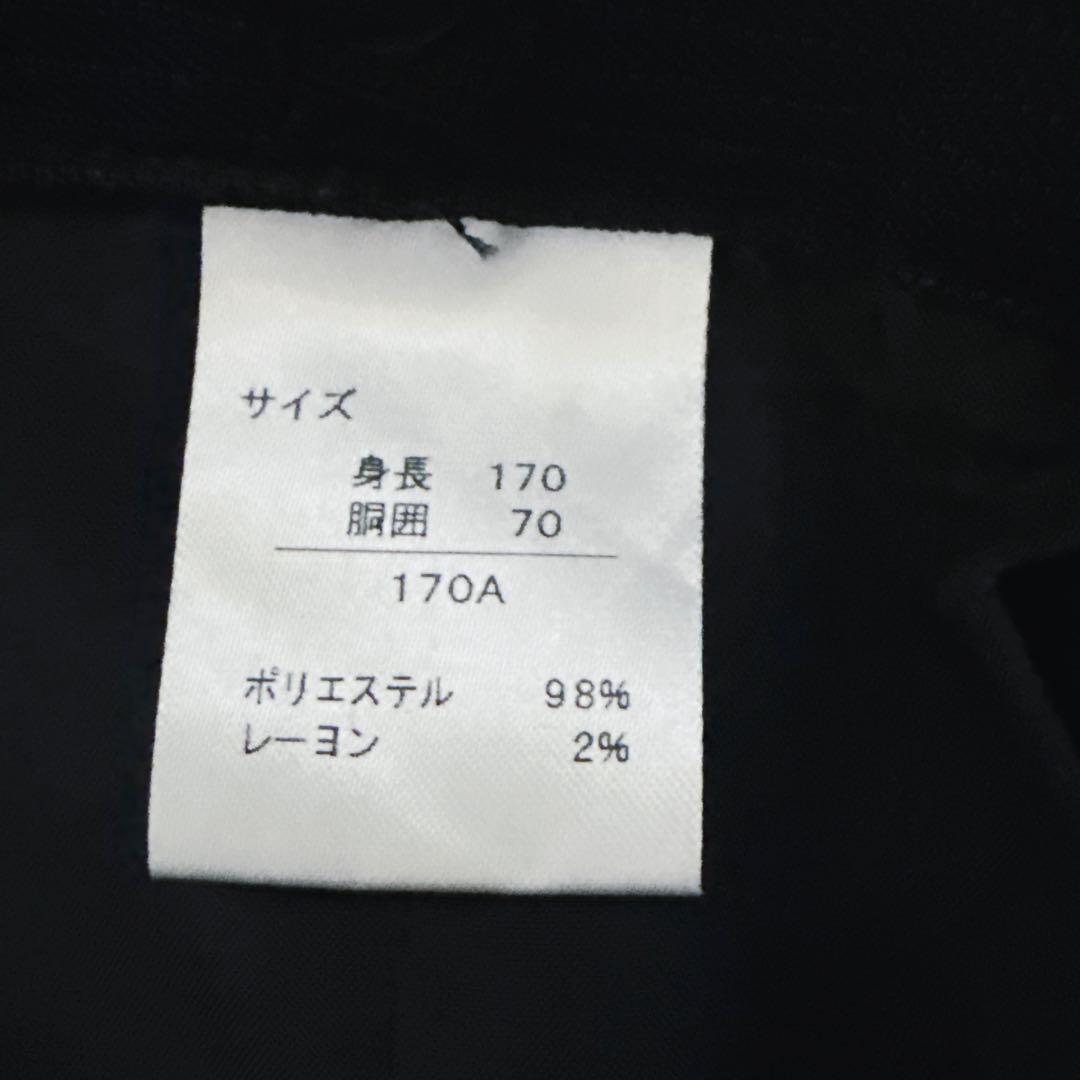 サイズ
身長 170
胴囲 70
170A
ポリエステル 98%
レーヨン 2%